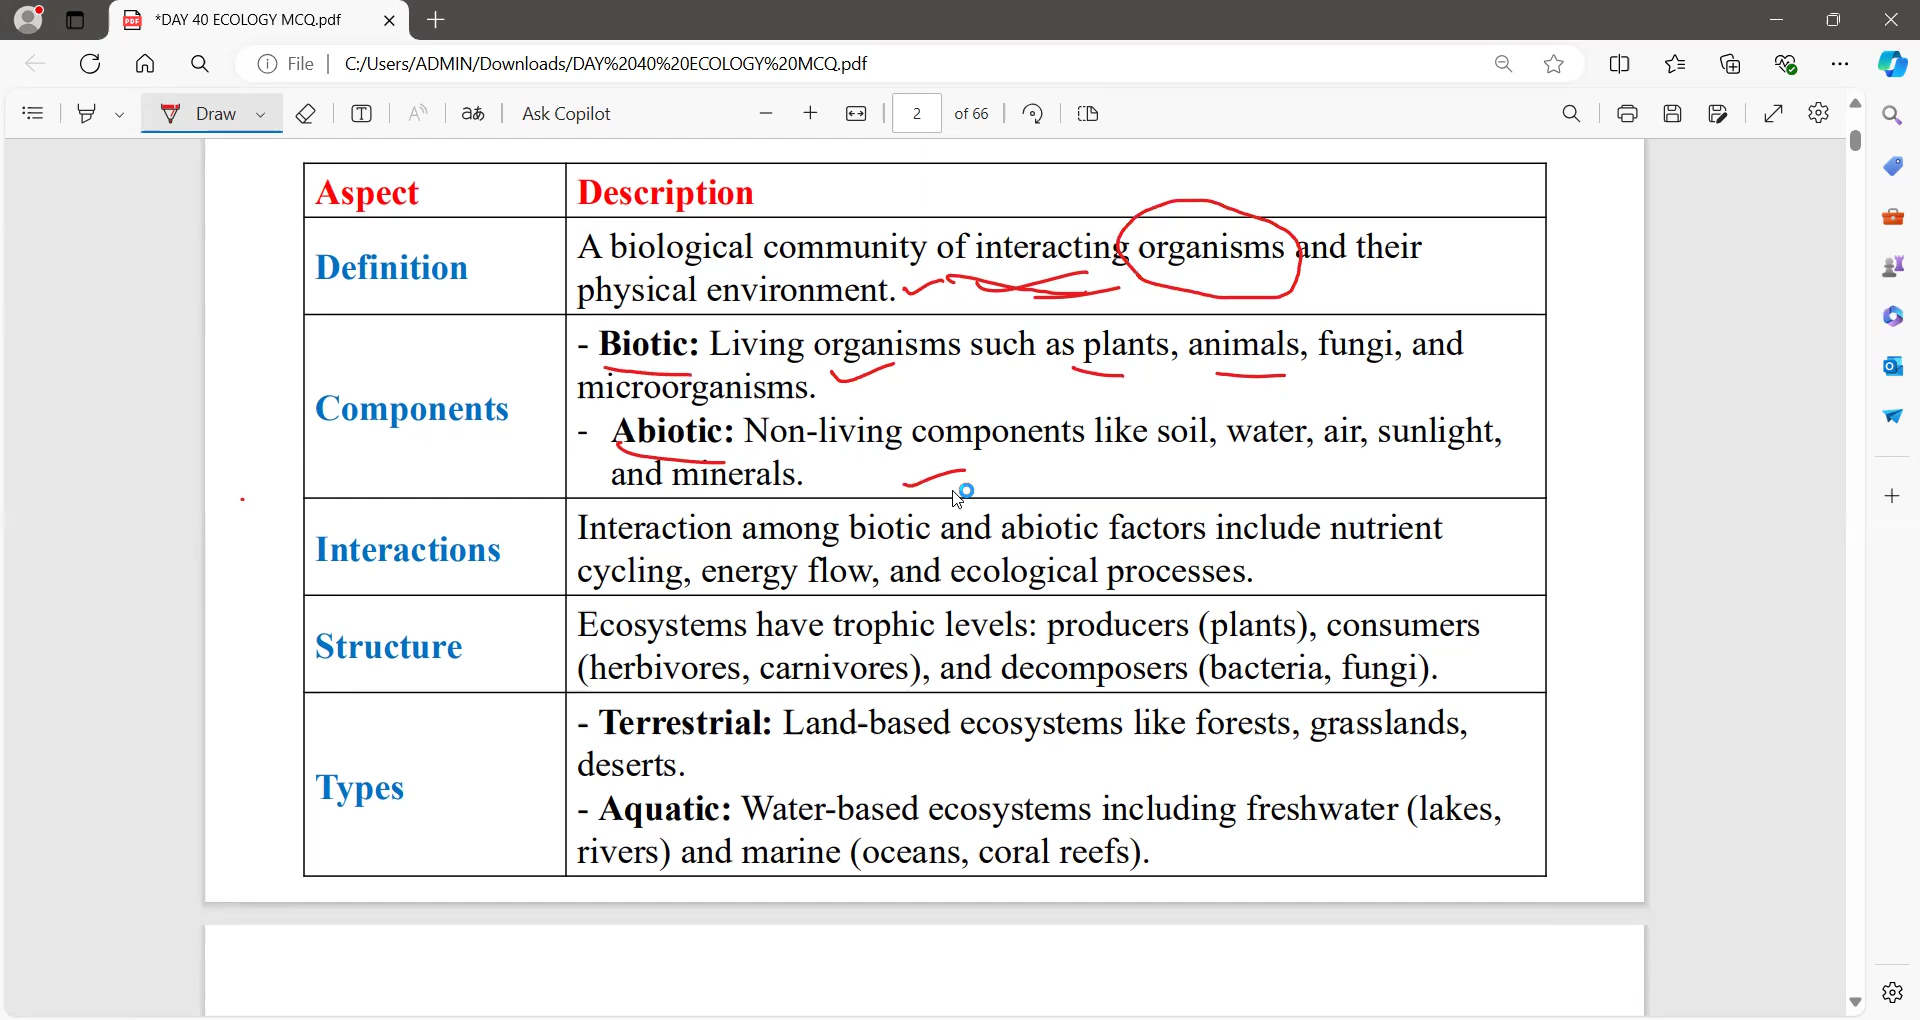 *DAY 40 ECOLOGY MCQ.pdf
File
C:/Users/ADMIN/Downloads/DAY%2040%20ECOLOGY%20MCQ.pdf
Draw
T
aあ
Ask Copilot
2
of 66
Aspect
Description
Definition
A biological community of interacting organisms and their
physical environment.
Components
- Biotic: Living organisms such as plants, animals, fungi, and
microorganisms.
- Abiotic: Non-living components like soil, water, air, sunlight,
and minerals.
Interactions
Interaction among biotic and abiotic factors include nutrient
cycling, energy flow, and ecological processes.
Structure
Ecosystems have trophic levels: producers (plants), consumers
(herbivores, carnivores), and decomposers (bacteria, fungi).
Types
- Terrestrial: Land-based ecosystems like forests, grasslands,
deserts.
- Aquatic: Water-based ecosystems including freshwater (lakes,
rivers) and marine (oceans, coral reefs).